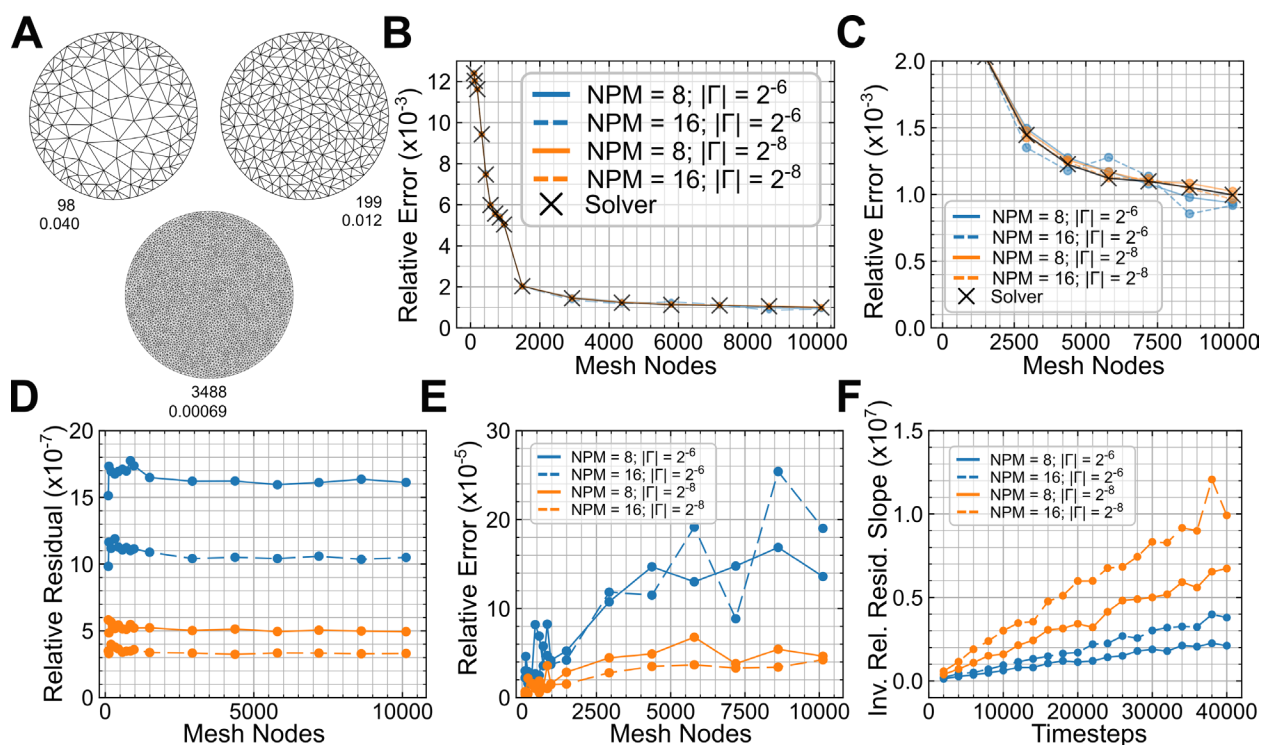 A
98
0.040
199
0.012
3488
0.00069
B
Relative Error (x10⁻³)
12
10
8
6
4
2
0
NPM = 8; |Γ| = 2⁻⁶
NPM = 16; |Γ| = 2⁻⁶
NPM = 8; |Γ| = 2⁻⁸
NPM = 16; |Γ| = 2⁻⁸
Solver
0 2000 4000 6000 8000 10000
Mesh Nodes
C
Relative Error (x10⁻³)
2.0
1.5
1.0
0.5
0.0
NPM = 8; |Γ| = 2⁻⁶
NPM = 16; |Γ| = 2⁻⁶
NPM = 8; |Γ| = 2⁻⁸
NPM = 16; |Γ| = 2⁻⁸
Solver
0 2500 5000 7500 10000
Mesh Nodes
D
Relative Residual (x10⁻⁷)
20
15
10
5
0
0 5000 10000
Mesh Nodes
E
Relative Error (x10⁻⁵)
30
20
10
0
NPM = 8; |Γ| = 2⁻⁶
NPM = 16; |Γ| = 2⁻⁶
NPM = 8; |Γ| = 2⁻⁸
NPM = 16; |Γ| = 2⁻⁸
0 2000 4000 6000 8000 10000
Mesh Nodes
F
Inv. Rel. Resid. Slope (x10⁷)
1.5
1.0
0.5
0.0
NPM = 8; |Γ| = 2⁻⁶
NPM = 16; |Γ| = 2⁻⁶
NPM = 8; |Γ| = 2⁻⁸
NPM = 16; |Γ| = 2⁻⁸
10000 20000 30000 40000
Timesteps